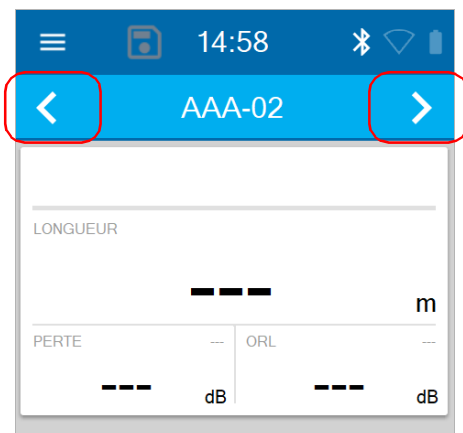 14:58
AAA-02
LONGUEUR
--- m
PERTE --- ORL ---
--- dB --- dB